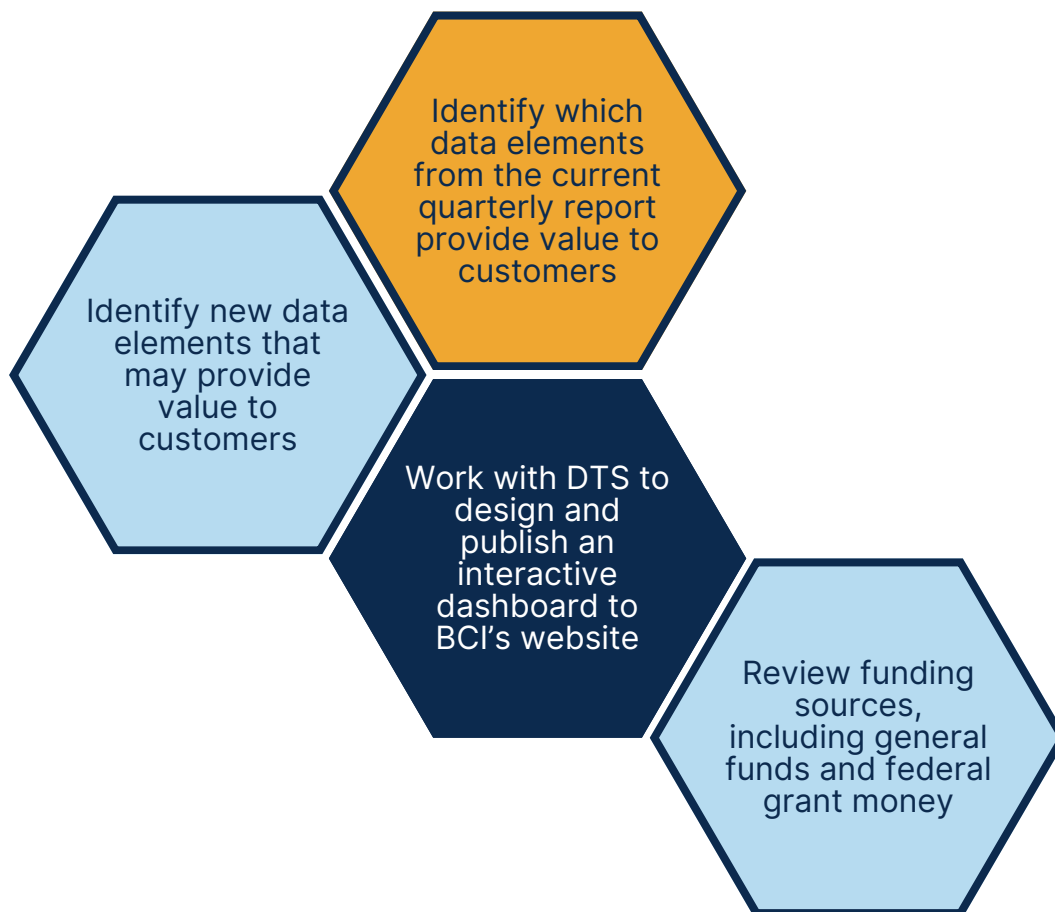 Identify which
data elements
from the current
quarterly report
provide value to
customers
Identify new data
elements that
may provide
value to
customers
Work with DTS to
design and
publish an
interactive
dashboard to
BCI’s website
Review funding
sources,
including general
funds and federal
grant money